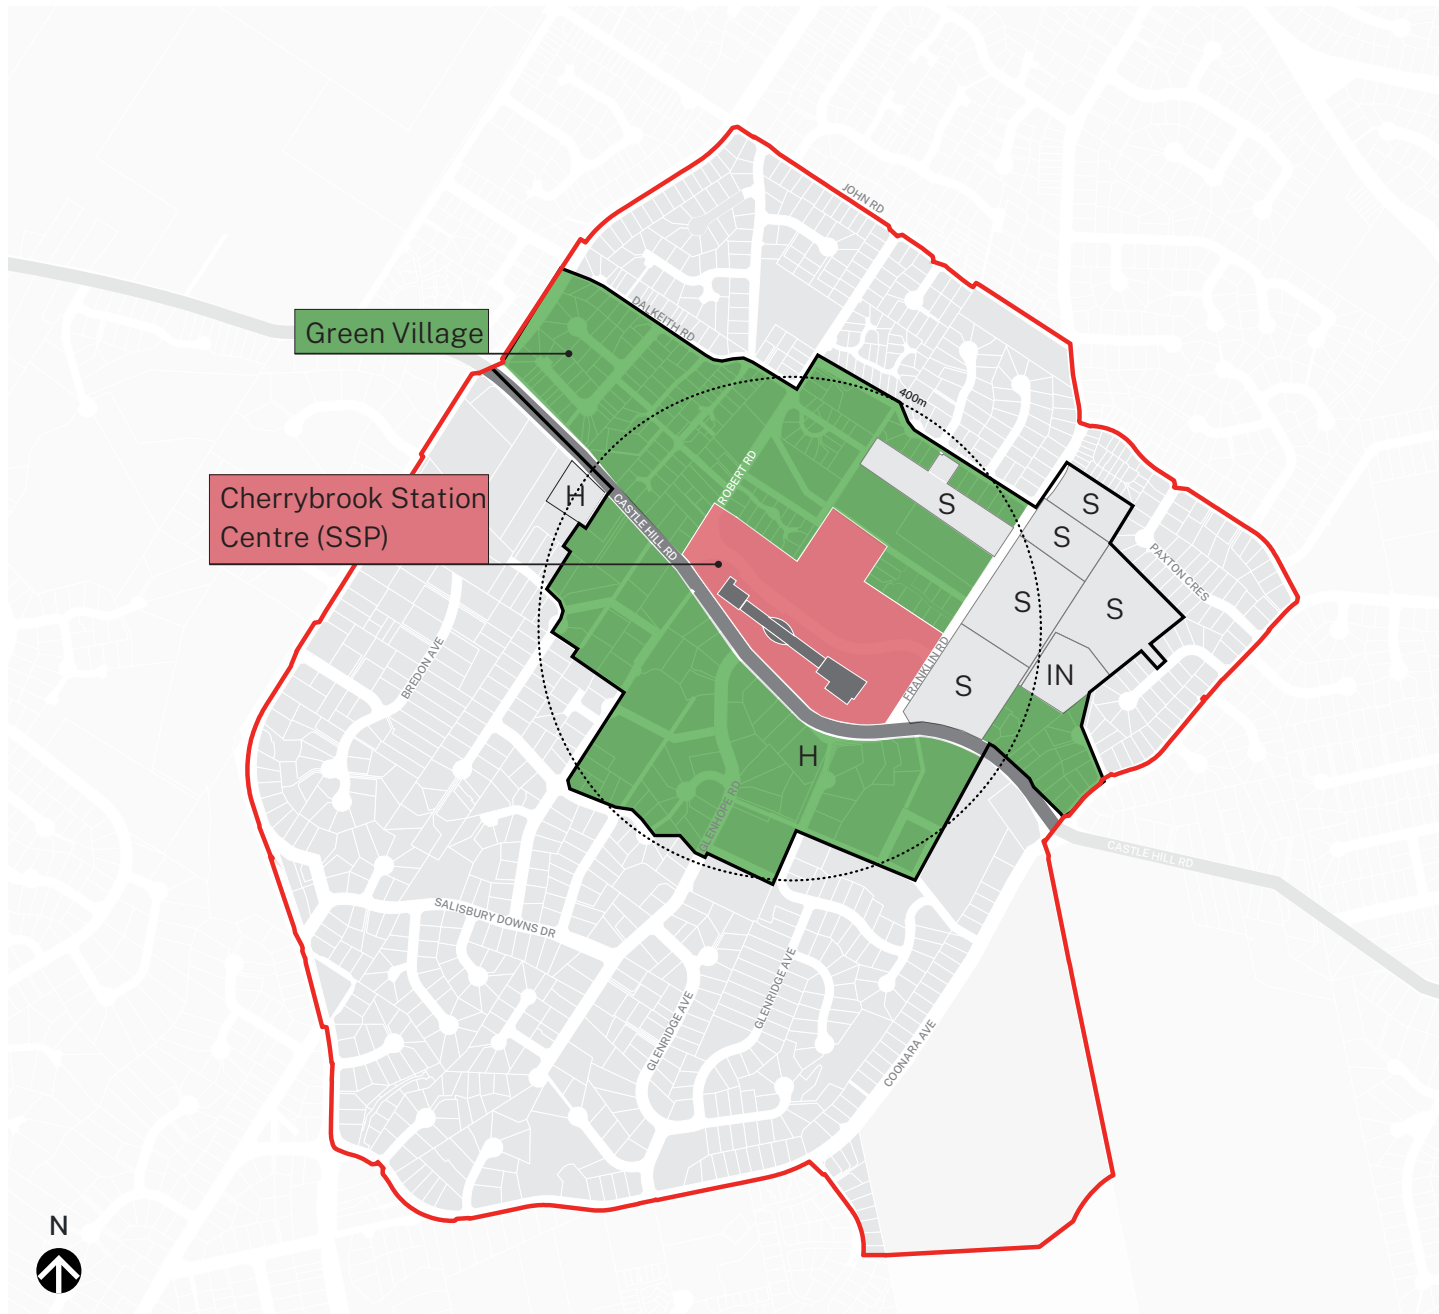 JOHN RD
DALKEITH RD
Green Village
400m
ROBERT RD
Cherrybrook Station
Centre (SSP)
H
CASTLE HILL RD
S
S
S
S
S
S
IN
PAXTON CRES
FRANKLIN RD
BREDON AVE
H
GLENHOPE RD
CASTLE HILL RD
SALISBURY DOWNS DR
GLENRIDGE AVE
GLENRIDGE AVE
COONARA AVE
N